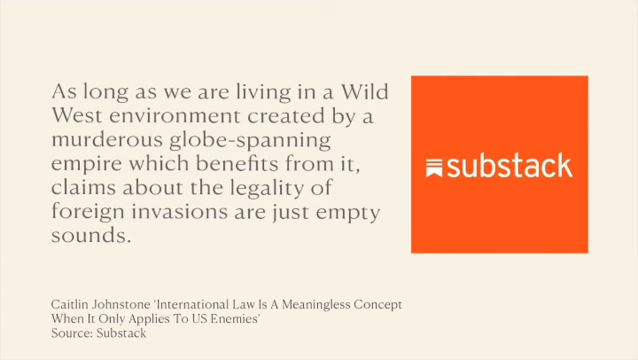 As long as we are living in a Wild
West environment created by a
murderous globe-spanning
empire which benefits from it,
claims about the legality of
foreign invasions are just empty
sounds.
substack
Caitlin Johnstone 'International Law Is A Meaningless Concept
When It Only Applies To US Enemies'
Source: Substack